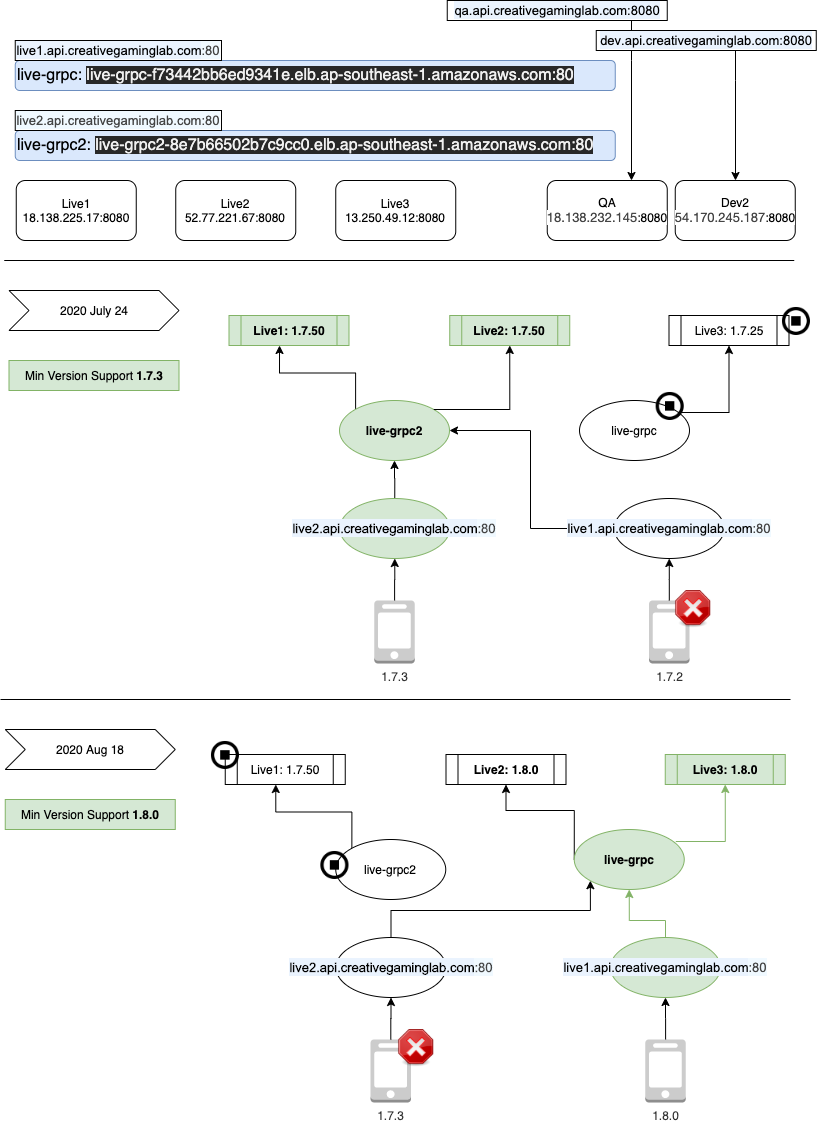 qa.api.creativegaminglab.com:8080
dev.api.creativegaminglab.com:8080
live1.api.creativegaminglab.com:80
live-grpc: live-grpc-f73442bb6ed9341e.elb.ap-southeast-1.amazonaws.com:80
live2.api.creativegaminglab.com:80
live-grpc2: live-grpc2-8e7b66502b7c9cc0.elb.ap-southeast-1.amazonaws.com:80
Live1
18.138.225.17:8080
Live2
52.77.221.67:8080
Live3
13.250.49.12:8080
QA
18.138.232.145:8080
Dev2
54.170.245.187:8080
2020 July 24
Min Version Support 1.7.3
Live1: 1.7.50
Live2: 1.7.50
Live3: 1.7.25
live-grpc2
live-grpc
live2.api.creativegaminglab.com:80
live1.api.creativegaminglab.com:80
1.7.3
1.7.2
2020 Aug 18
Min Version Support 1.8.0
Live1: 1.7.50
Live2: 1.8.0
Live3: 1.8.0
live-grpc2
live-grpc
live2.api.creativegaminglab.com:80
live1.api.creativegaminglab.com:80
1.7.3
1.8.0